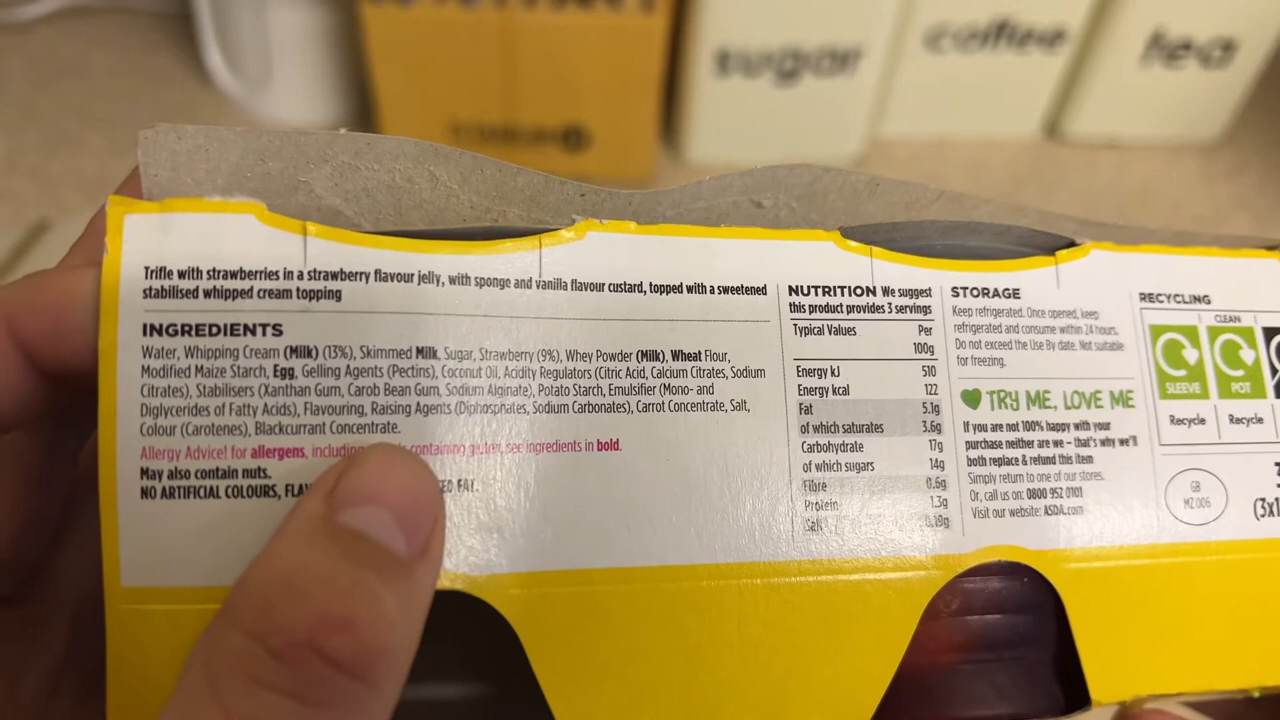 sugar
coffee
tea
Trifle with strawberries in a strawberry flavour jelly, with sponge and vanilla flavour custard, topped with a sweetened
stabilised whipped cream topping
INGREDIENTS
Water, Whipping Cream (Milk) (13%), Skimmed Milk, Sugar, Strawberry (9%), Whey Powder (Milk), Wheat Flour,
Modified Maize Starch, Egg, Gelling Agents (Pectins), Coconut Oil, Acidity Regulators (Citric Acid, Calcium Citrates, Sodium
Citrates), Stabilisers (Xanthan Gum, Carob Bean Gum, Sodium Alginate), Potato Starch, Emulsifier (Mono- and
Diglycerides of Fatty Acids), Flavouring, Raising Agents (Diphosphates, Sodium Carbonates), Carrot Concentrate, Salt,
Colour (Carotenes), Blackcurrant Concentrate.
Allergy Advice! for allergens, including containing gluten, see ingredients in bold.
May also contain nuts.
NO ARTIFICIAL COLOURS, FAT.
NUTRITION We suggest
this product provides 3 servings
Typical Values Per
100g
Energy kJ 510
Energy kcal 122
Fat 5.1g
of which saturates 3.6g
Carbohydrate 17g
of which sugars 14g
Fibre 0.6g
Protein 1.3g
Salt 0.19g
STORAGE
Keep refrigerated. Once opened, keep
refrigerated and consume within 24 hours.
Do not exceed the Use By date. Not suitable
for freezing.
TRY ME, LOVE ME
If you are not 100% happy with your
purchase neither are we – that's why we'll
both replace & refund this item
Simply return to one of our stores.
Or, call us on: 0800 952 0101
Visit our website: ASDA.com
RECYCLING
CLEAN
SLEEVE POT
Recycle Recycle
GB
MZ 006
(3x1